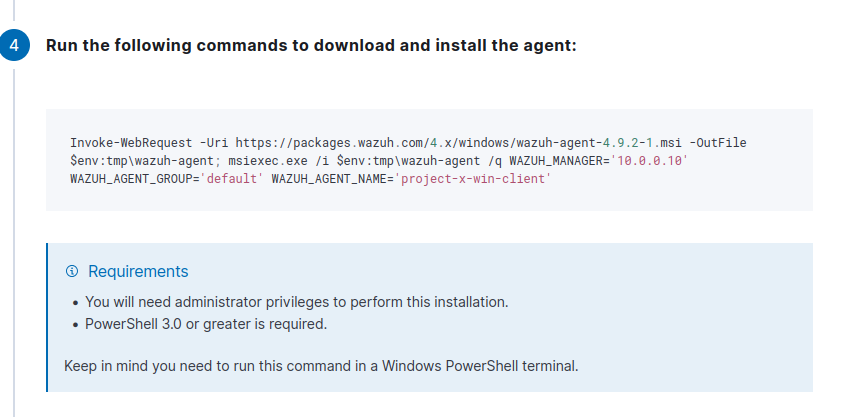 4 Run the following commands to download and install the agent:
Invoke-WebRequest -Uri https://packages.wazuh.com/4.x/windows/wazuh-agent-4.9.2-1.msi -OutFile
$env:tmp\wazuh-agent; msiexec.exe /i $env:tmp\wazuh-agent /q WAZUH_MANAGER='10.0.0.10'
WAZUH_AGENT_GROUP='default' WAZUH_AGENT_NAME='project-x-win-client'
Requirements
• You will need administrator privileges to perform this installation.
• PowerShell 3.0 or greater is required.
Keep in mind you need to run this command in a Windows PowerShell terminal.